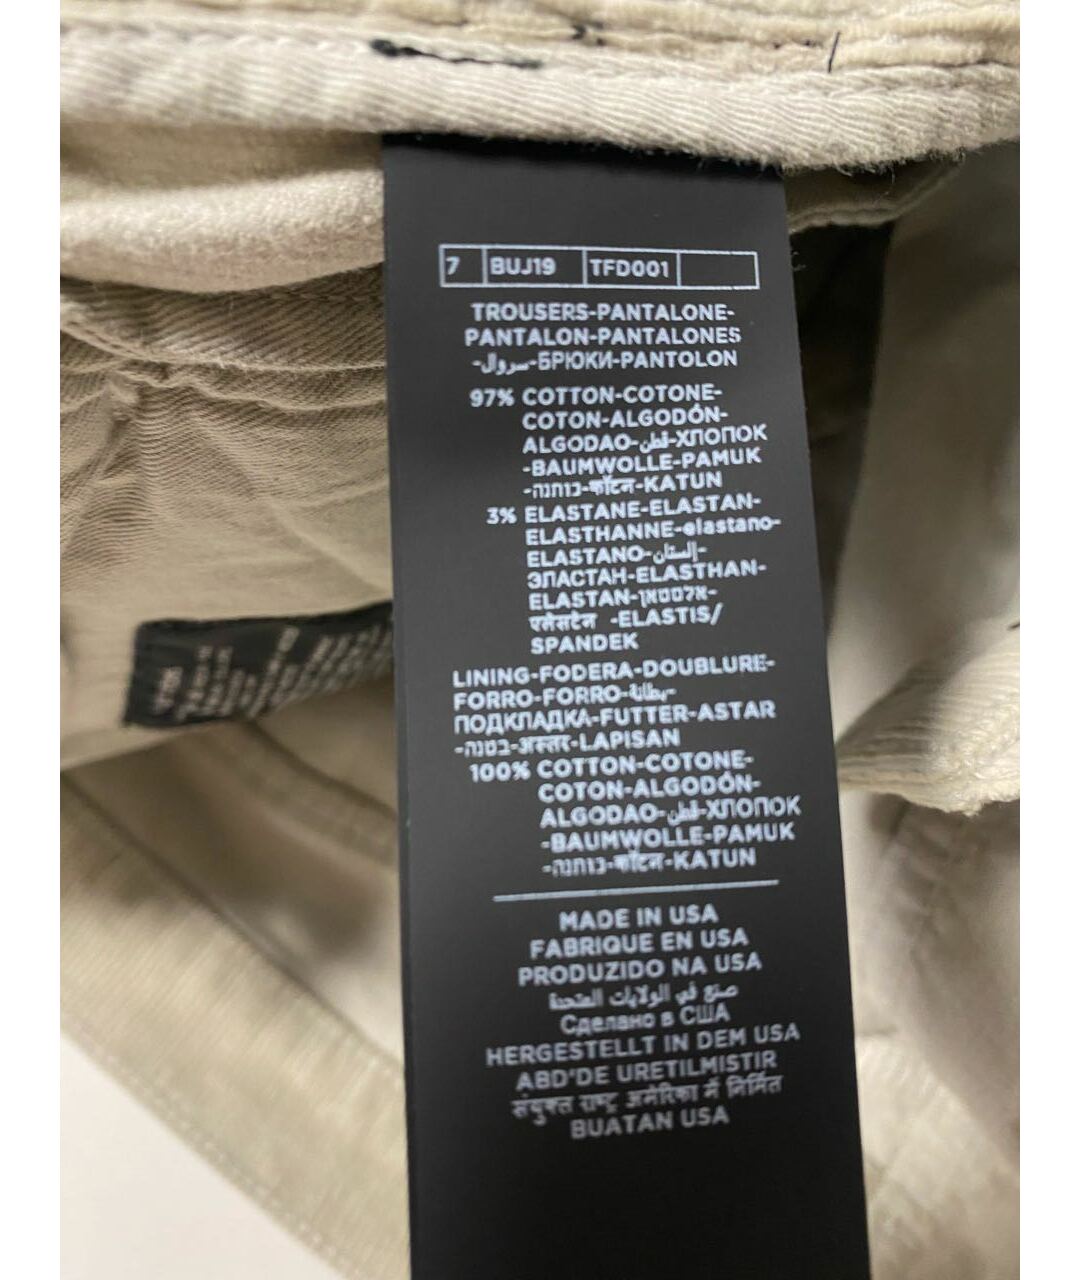 7 BUJ19 TFD001
TROUSERS-PANTALONE-
PANTALON-PANTALONES
-سروال-БРЮКИ-PANTOLON
97% COTTON-COTONE-
COTON-ALGODÓN-
ALGODAO-قطن-ХЛОПОК
-BAUMWOLLE-PAMUK
-כותנה-कॉटन-KATUN
3% ELASTANE-ELASTAN-
ELASTHANNE-elastano-
ELASTANO-إلستان-
ЭЛАСТАН-ELASTHAN-
ELASTAN-אלסטאן-
एलेसटेन -ELASTIS/
SPANDEK
LINING-FODERA-DOUBLURE-
FORRO-FORRO-بطانة-
ПОДКЛАДКА-FUTTER-ASTAR
-בטנה-अस्तर-LAPISAN
100% COTTON-COTONE-
COTON-ALGODÓN-
ALGODAO-قطن-ХЛОПОК
-BAUMWOLLE-PAMUK
-כותנה-कॉटन-KATUN
MADE IN USA
FABRIQUE EN USA
PRODUZIDO NA USA
صنع في الولايات المتحدة
Сделано в США
HERGESTELLT IN DEM USA
ABD'DE URETILMISTIR
संयुक्त राष्ट्र अमेरिका में निर्मित
BUATAN USA